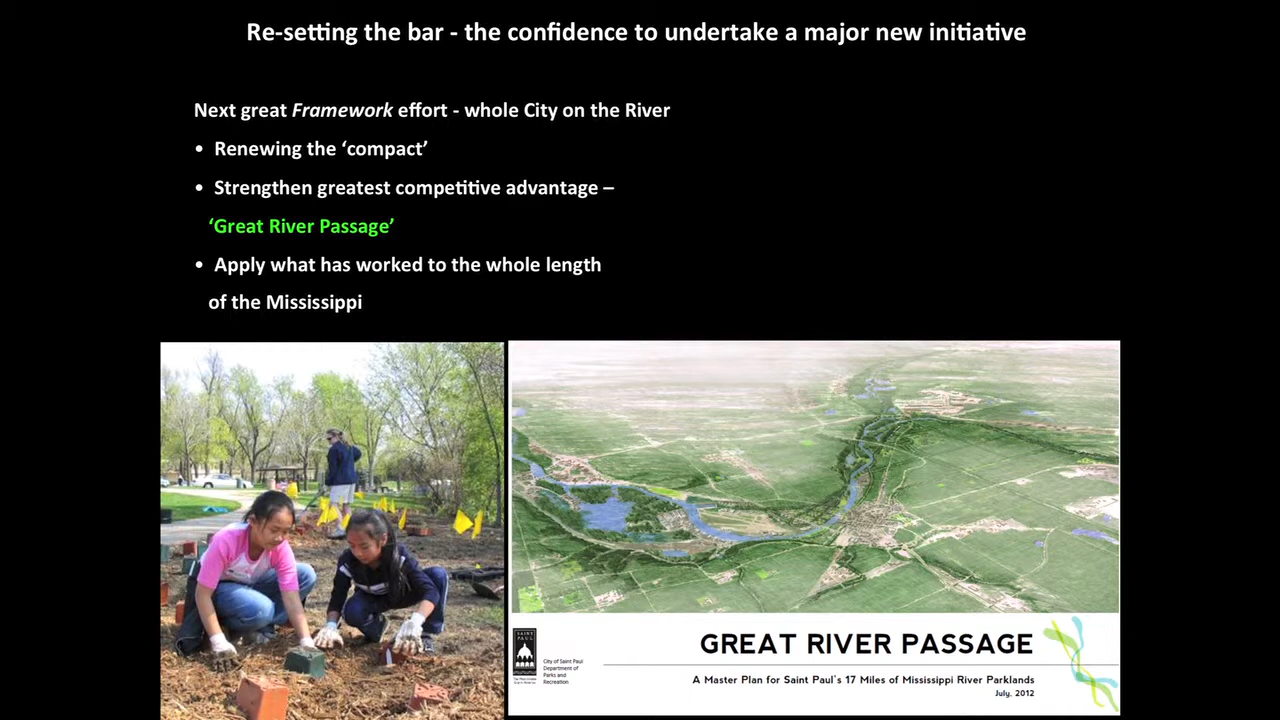 Re-setting the bar - the confidence to undertake a major new initiative
Next great Framework effort - whole City on the River
• Renewing the ‘compact’
• Strengthen greatest competitive advantage –
‘Great River Passage’
• Apply what has worked to the whole length
of the Mississippi
SAINT
PAUL
City of Saint Paul
Department of
Parks and
Recreation
GREAT RIVER PASSAGE
A Master Plan for Saint Paul's 17 Miles of Mississippi River Parklands
July, 2012